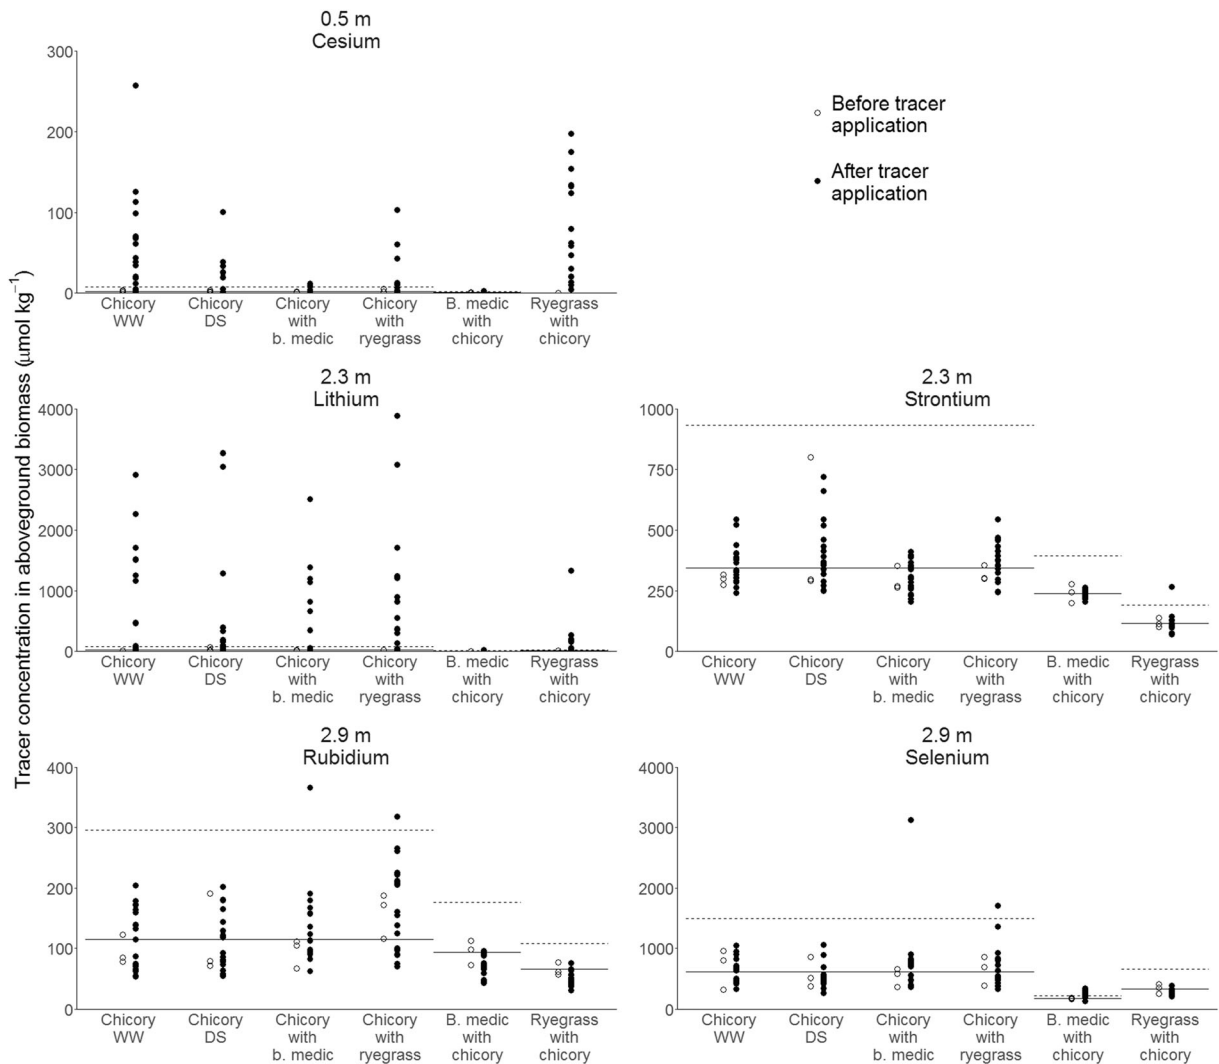 0.5 m
Cesium
300
200
100
0
Chicory WW
Chicory DS
Chicory with b. medic
Chicory with ryegrass
B. medic with chicory
Ryegrass with chicory
Before tracer
application
After tracer
application
Tracer concentration in aboveground biomass (μmol kg⁻¹)
2.3 m
Lithium
4000
3000
2000
1000
0
Chicory WW
Chicory DS
Chicory with b. medic
Chicory with ryegrass
B. medic with chicory
Ryegrass with chicory
2.3 m
Strontium
1000
750
500
250
0
Chicory WW
Chicory DS
Chicory with b. medic
Chicory with ryegrass
B. medic with chicory
Ryegrass with chicory
2.9 m
Rubidium
400
300
200
100
0
Chicory WW
Chicory DS
Chicory with b. medic
Chicory with ryegrass
B. medic with chicory
Ryegrass with chicory
2.9 m
Selenium
4000
3000
2000
1000
0
Chicory WW
Chicory DS
Chicory with b. medic
Chicory with ryegrass
B. medic with chicory
Ryegrass with chicory